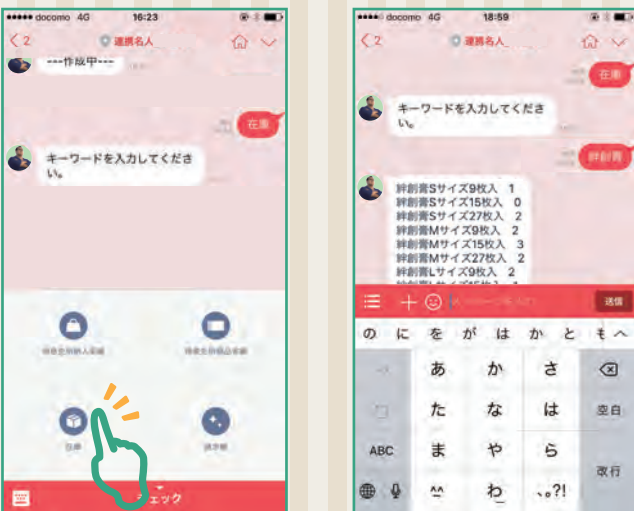 docomo 4G 16:23
2 連携名人
---作成中---
在庫
キーワードを入力してくださ
い。
在庫
チェック
docomo 4G 18:59
2 連携名人
在庫
キーワードを入力してくださ
い。
絆創膏
絆創膏Sサイズ9枚入 1
絆創膏Sサイズ15枚入 0
絆創膏Sサイズ27枚入 2
絆創膏Mサイズ9枚入 2
絆創膏Mサイズ15枚入 3
絆創膏Mサイズ27枚入 2
絆創膏Lサイズ9枚入 2
送信
の に を が は か と も へ
あ か さ
た な は 空白
ABC ま や ら
改行
^^ わ 、。?!